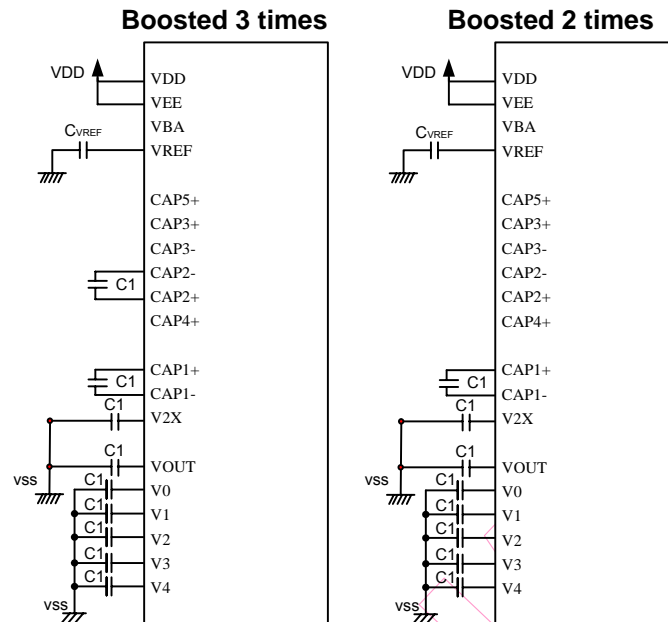 Boosted 3 times
VDD
VDD
VEE
VBA
CVREF
VREF
CAP5+
CAP3+
CAP3-
CAP2-
C1
CAP2+
CAP4+
CAP1+
C1
CAP1-
C1
V2X
C1
VOUT
VSS
C1
V0
C1
V1
C1
V2
C1
V3
C1
V4
VSS
Boosted 2 times
VDD
VDD
VEE
VBA
CVREF
VREF
CAP5+
CAP3+
CAP3-
CAP2-
CAP2+
CAP4+
CAP1+
C1
CAP1-
C1
V2X
C1
VOUT
VSS
C1
V0
C1
V1
C1
V2
C1
V3
C1
V4
VSS